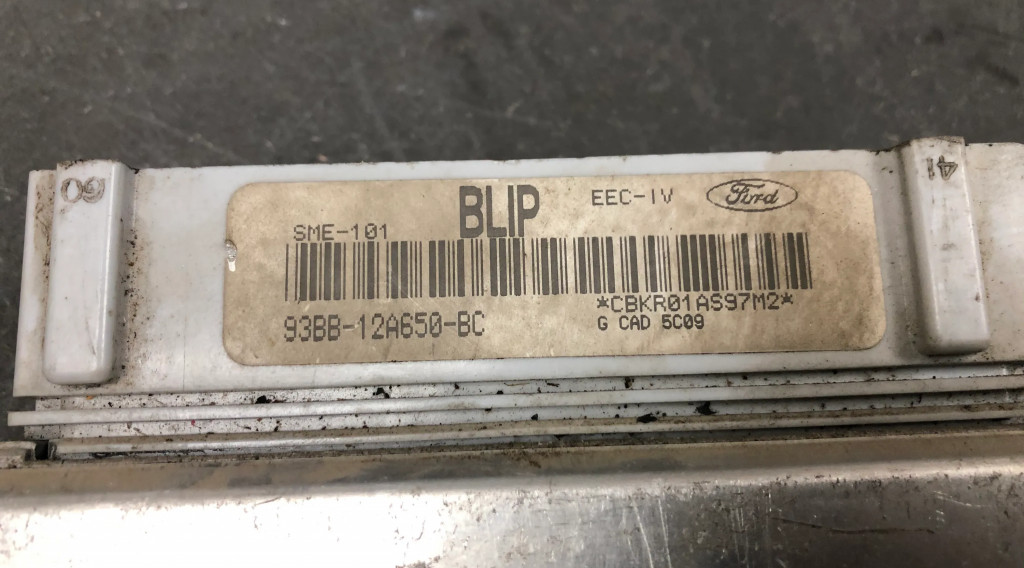 60
41
BLIP
EEC-IV
Ford
SME-101
*CBKR01AS97M2*
93BB-12A650-BC
G CAD 5C09